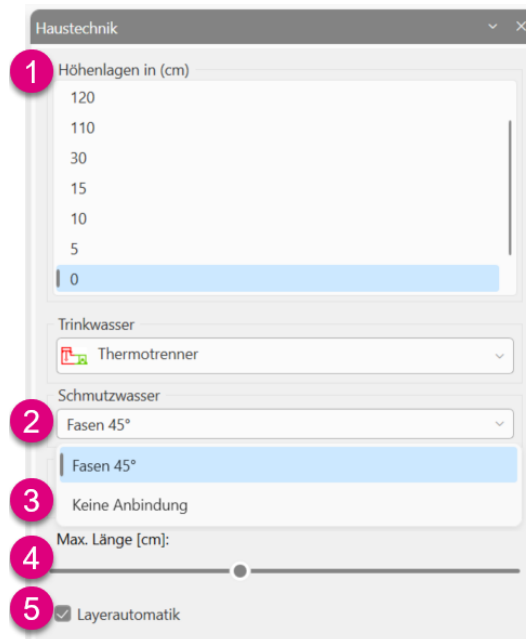 Haustechnik
1 Höhenlagen in (cm)
120
110
30
15
10
5
0
Trinkwasser
Thermotrenner
Schmutzwasser
2 Fasen 45°
Fasen 45°
3 Keine Anbindung
Max. Länge [cm]:
4
5 Layerautomatik